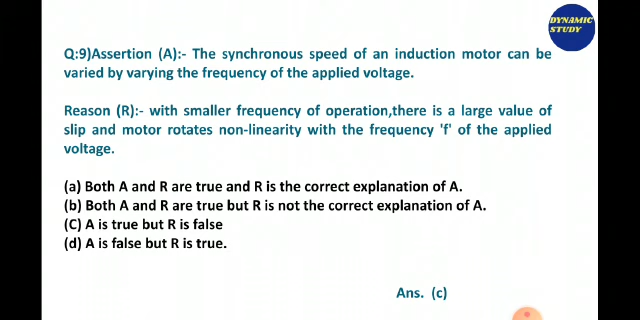 DYNAMIC
STUDY
Q:9)Assertion (A):- The synchronous speed of an induction motor can be
varied by varying the frequency of the applied voltage.
Reason (R):- with smaller frequency of operation,there is a large value of
slip and motor rotates non-linearity with the frequency 'f' of the applied
voltage.
(a) Both A and R are true and R is the correct explanation of A.
(b) Both A and R are true but R is not the correct explanation of A.
(C) A is true but R is false
(d) A is false but R is true.
Ans. (c)